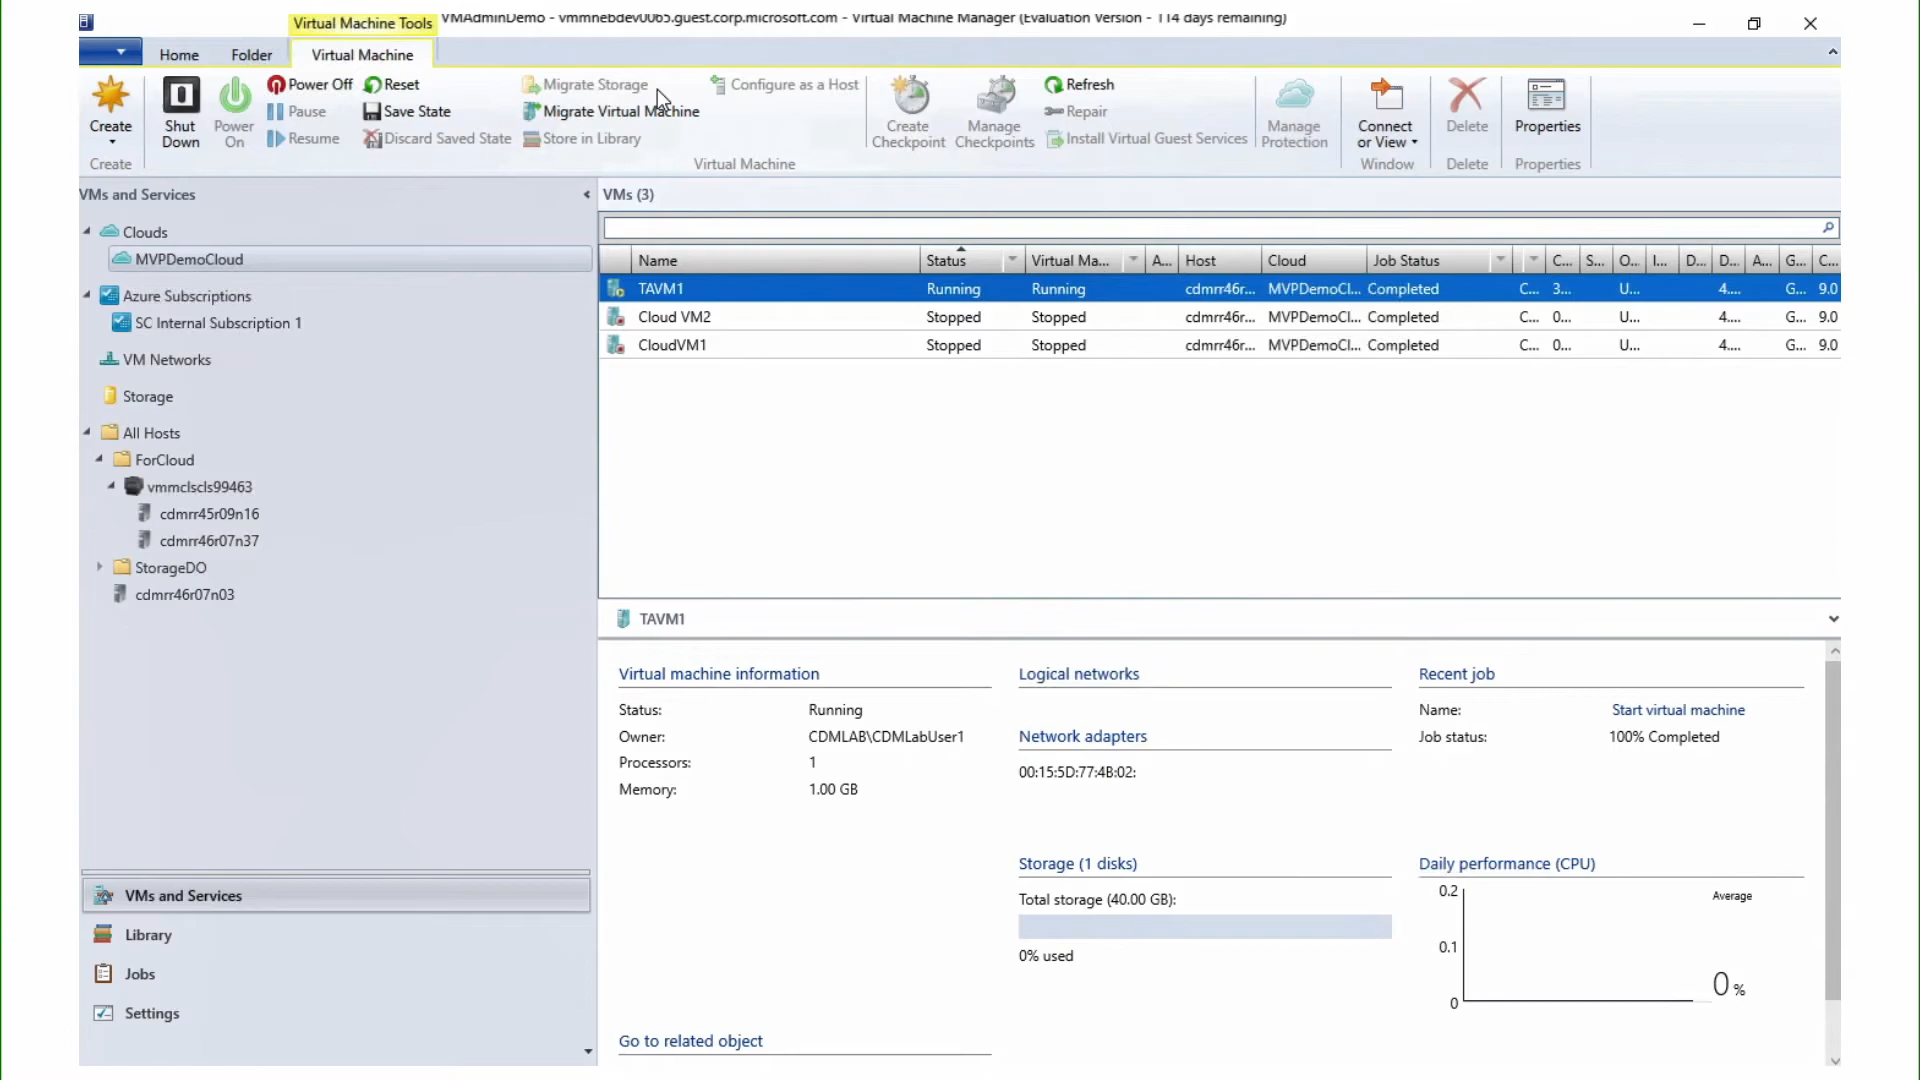 Virtual Machine Tools
VMAdminDemo - vmmnebdev0065.guest.corp.microsoft.com - Virtual Machine Manager (Evaluation Version - 114 days remaining)
Home Folder Virtual Machine
Create
Create
Shut Down
Power On
Power Off
Pause
Resume
Reset
Save State
Discard Saved State
Migrate Storage
Migrate Virtual Machine
Store in Library
Configure as a Host
Virtual Machine
Create Checkpoint
Manage Checkpoints
Refresh
Repair
Install Virtual Guest Services
Manage Protection
Connect or View
Window
Delete
Delete
Properties
Properties
VMs and Services
Clouds
MVPDemoCloud
Azure Subscriptions
SC Internal Subscription 1
VM Networks
Storage
All Hosts
ForCloud
vmmclscls99463
cdmrr45r09n16
cdmrr46r07n37
StorageDO
cdmrr46r07n03
VMs and Services
Library
Jobs
Settings
VMs (3)
Name Status Virtual Ma... A... Host Cloud Job Status C... S... O... I... D... D... A... G... C...
TAVM1 Running Running cdmrr46r... MVPDemoCl... Completed C... 3... U... 4.... G... 9.0
Cloud VM2 Stopped Stopped cdmrr46r... MVPDemoCl... Completed C... 0... U... 4.... G... 9.0
CloudVM1 Stopped Stopped cdmrr46r... MVPDemoCl... Completed C... 0... U... 4.... G... 9.0
TAVM1
Virtual machine information
Status: Running
Owner: CDMLAB\CDMLabUser1
Processors: 1
Memory: 1.00 GB
Logical networks
Network adapters
00:15:5D:77:4B:02:
Storage (1 disks)
Total storage (40.00 GB):
0% used
Recent job
Name: Start virtual machine
Job status: 100% Completed
Daily performance (CPU)
0.2
0.1
0
Average
0 %
Go to related object